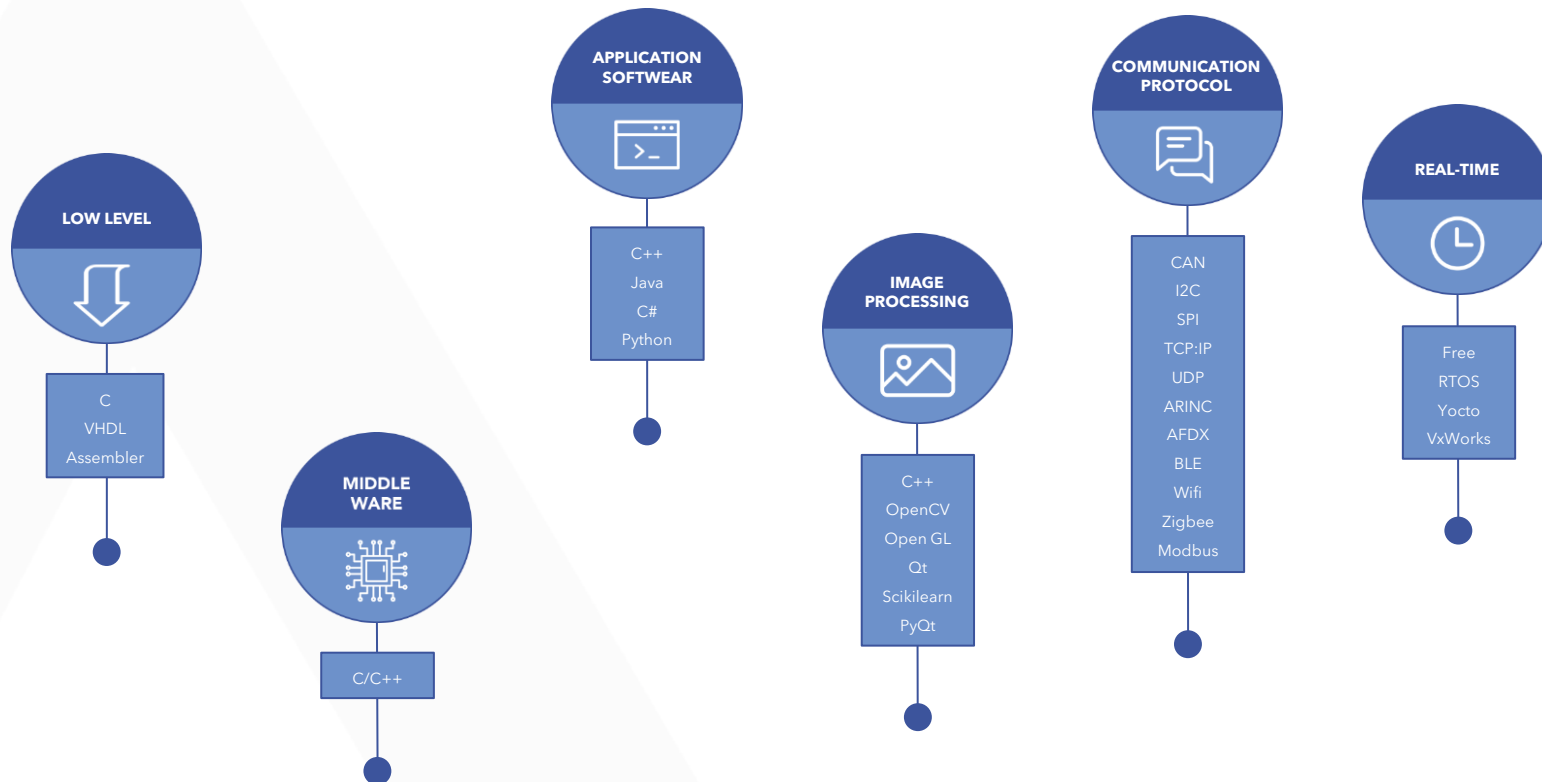 LOW LEVEL
C
VHDL
Assembler
MIDDLE
WARE
C/C++
APPLICATION
SOFTWEAR
>_
C++
Java
C#
Python
IMAGE
PROCESSING
C++
OpenCV
Open GL
Qt
Scikilearn
PyQt
COMMUNICATION
PROTOCOL
CAN
I2C
SPI
TCP:IP
UDP
ARINC
AFDX
BLE
Wifi
Zigbee
Modbus
REAL-TIME
Free
RTOS
Yocto
VxWorks